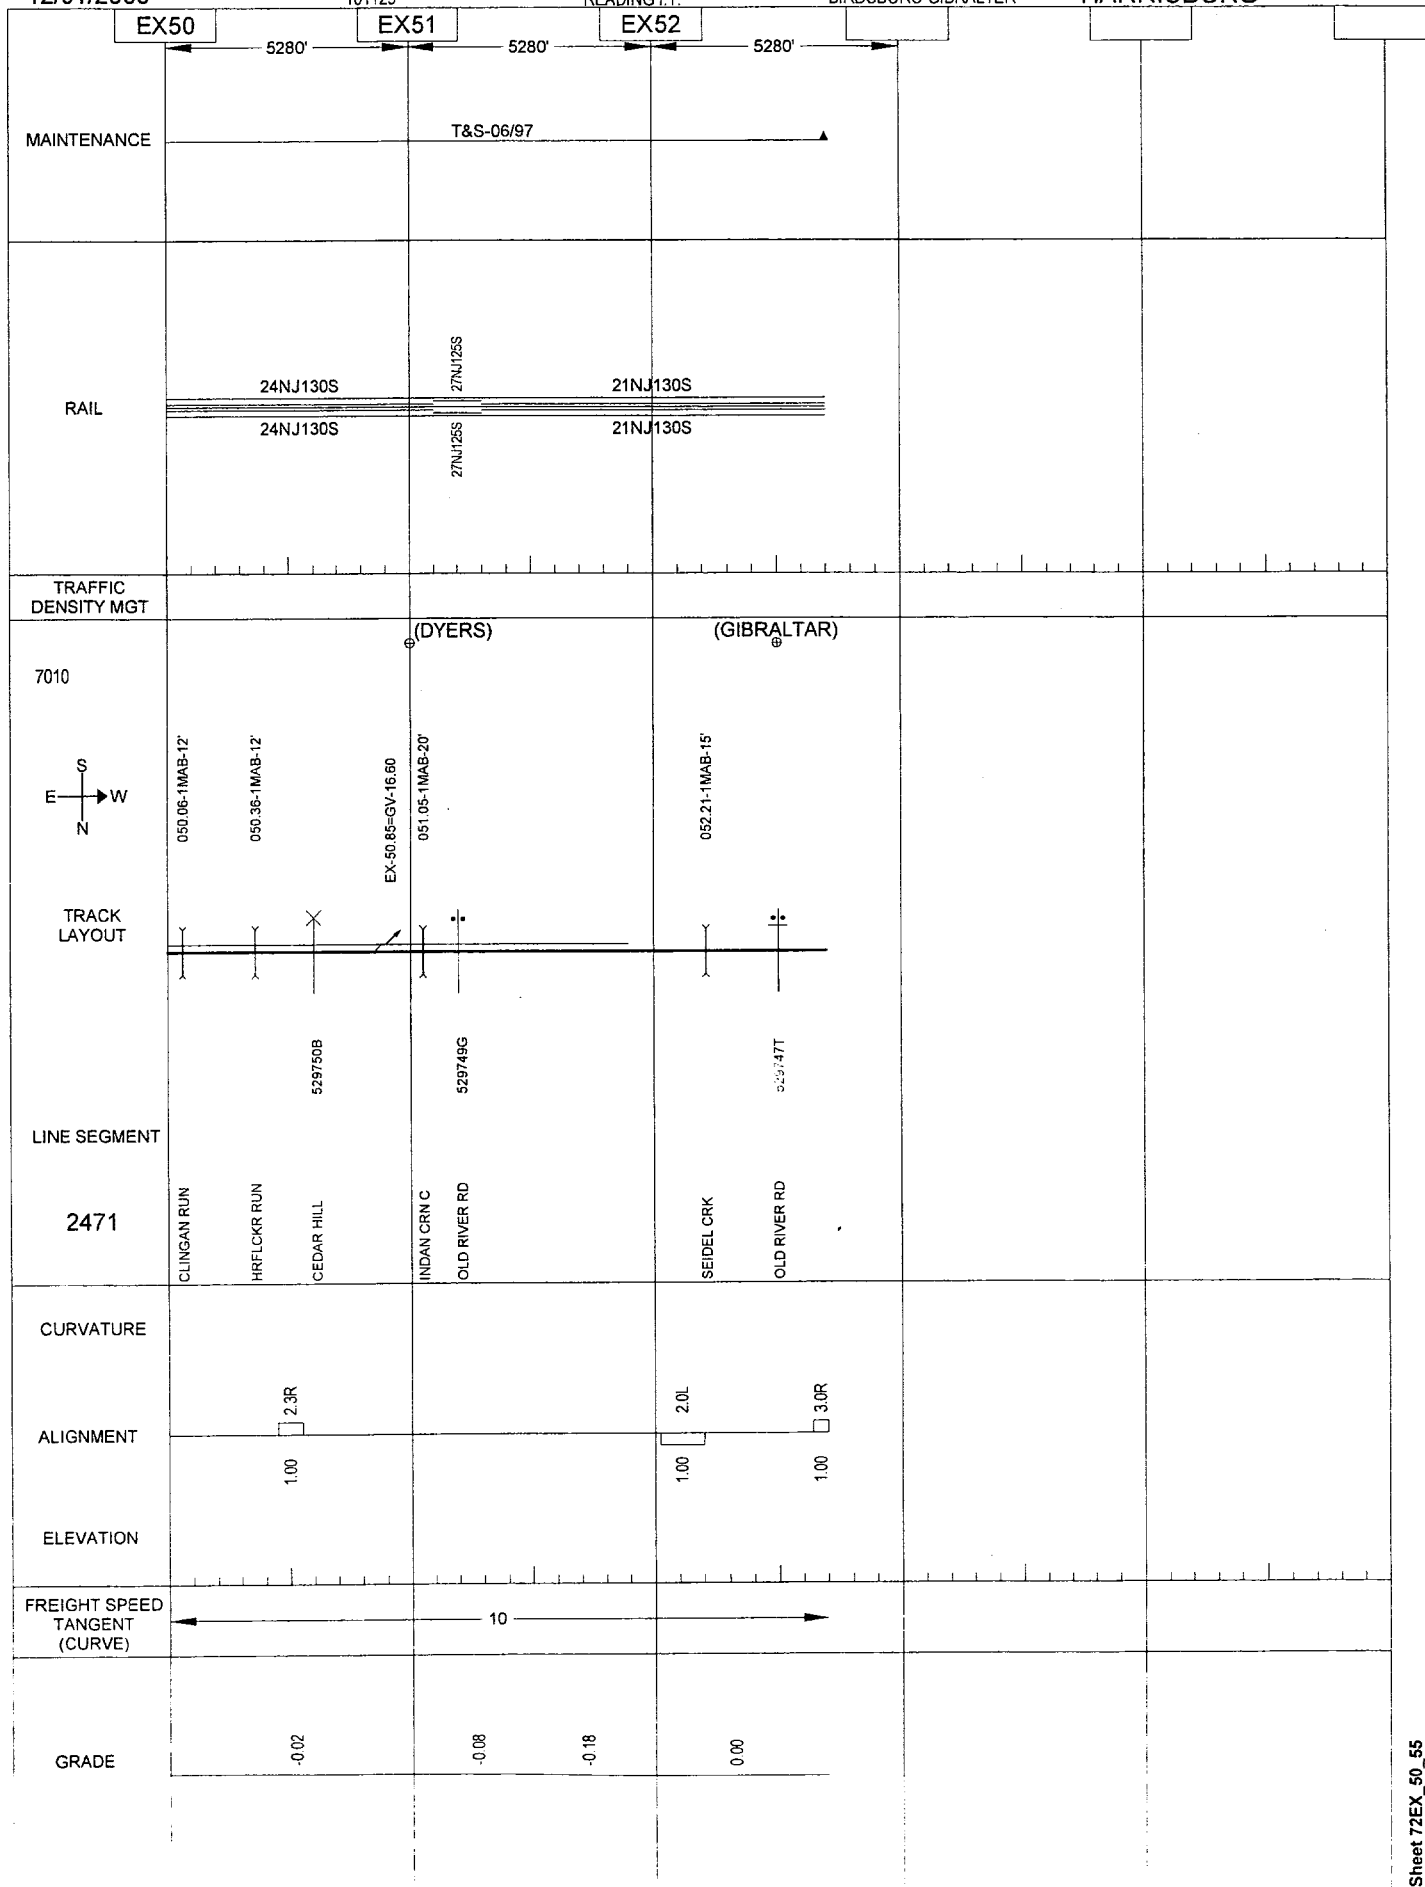 EX50 EX51 EX52
5280' 5280' 5280'
MAINTENANCE
T&S-06/97
RAIL
24NJ130S 27NJ125S 21NJ130S
24NJ130S 27NJ125S 21NJ130S
TRAFFIC
DENSITY MGT
(DYERS) (GIBRALTAR)
7010
S
E W
N
050.06-1MAB-12'
050.36-1MAB-12'
EX-50.85=GV-16.60
051.05-1MAB-20'
052.21-1MAB-15'
TRACK
LAYOUT
529750B
529749G
529747T
LINE SEGMENT
2471
CLINGAN RUN
HRFLCKR RUN
CEDAR HILL
INDAN CRN C
OLD RIVER RD
SEIDEL CRK
OLD RIVER RD
CURVATURE
2.3R 2.0L 3.0R
ALIGNMENT
1.00 1.00 1.00
ELEVATION
FREIGHT SPEED
TANGENT
(CURVE)
10
GRADE
-0.02 -0.08 -0.18 0.00
Sheet 72EX_50_55